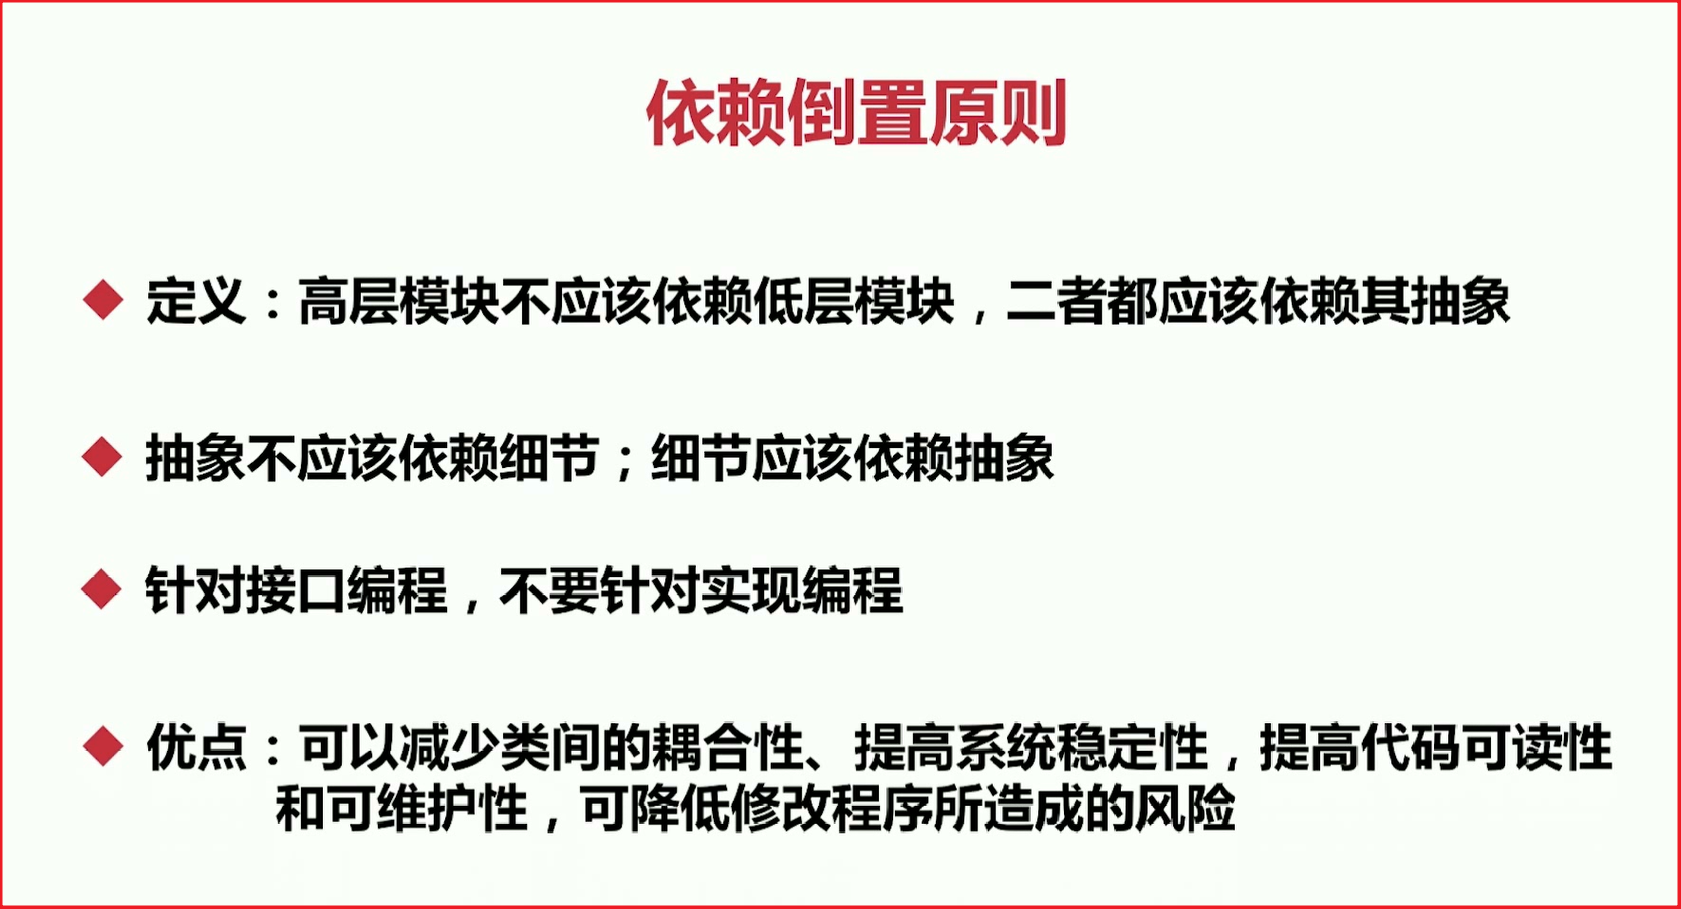 依赖倒置原则
◆ 定义：高层模块不应该依赖低层模块，二者都应该依赖其抽象
◆ 抽象不应该依赖细节；细节应该依赖抽象
◆ 针对接口编程，不要针对实现编程
◆ 优点：可以减少类间的耦合性、提高系统稳定性，提高代码可读性
和可维护性，可降低修改程序所造成的风险